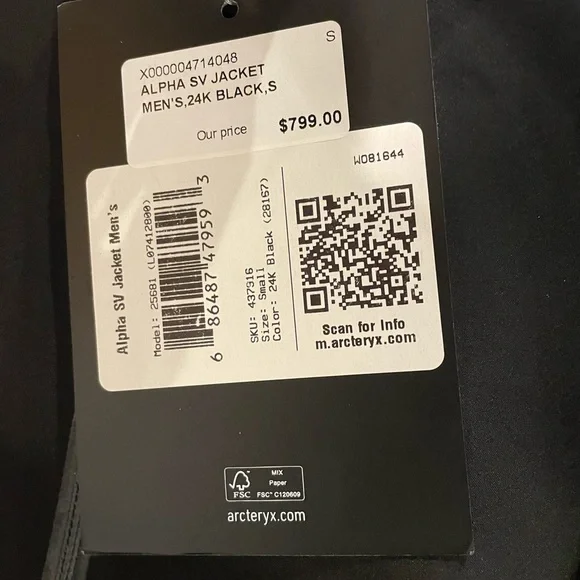 S
X000004714048
ALPHA SV JACKET
MEN'S,24K BLACK,S
Our price $799.00
W081644
Alpha SV Jacket Men's
Model: 25681 (L07412800)
6 86487 47959 3
SKU: 437916
Size: Small
Color: 24K Black (28167)
Scan for Info
m.arcteryx.com
FSC
MIX
Paper
FSC™ C120609
arcteryx.com